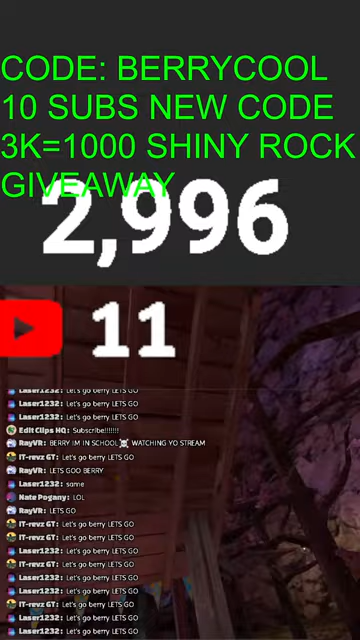 CODE: BERRYCOOL
10 SUBS NEW CODE
3K=1000 SHINY ROCK
GIVEAWAY
2,996
11
Laser1232: Let's go berry LETS GO
Laser1232: Let's go berry LETS GO
Laser1232: Let's go berry LETS GO
Edit Clips HQ: Subscribe!!!!!!!
RayVR: BERRY IM IN SCHOOL☠️ WATCHING YO STREAM
IT-revz GT: Let's go berry LETS GO
RayVR: LETS GOO BERRY
Laser1232: same
Nate Pogany: LOL
RayVR: LETS GO
IT-revz GT: Let's go berry LETS GO
IT-revz GT: Let's go berry LETS GO
Laser1232: Let's go berry LETS GO
IT-revz GT: Let's go berry LETS GO
Laser1232: Let's go berry LETS GO
Laser1232: Let's go berry LETS GO
IT-revz GT: Let's go berry LETS GO
Laser1232: Let's go berry LETS GO
Laser1232: Let's go berry LETS GO